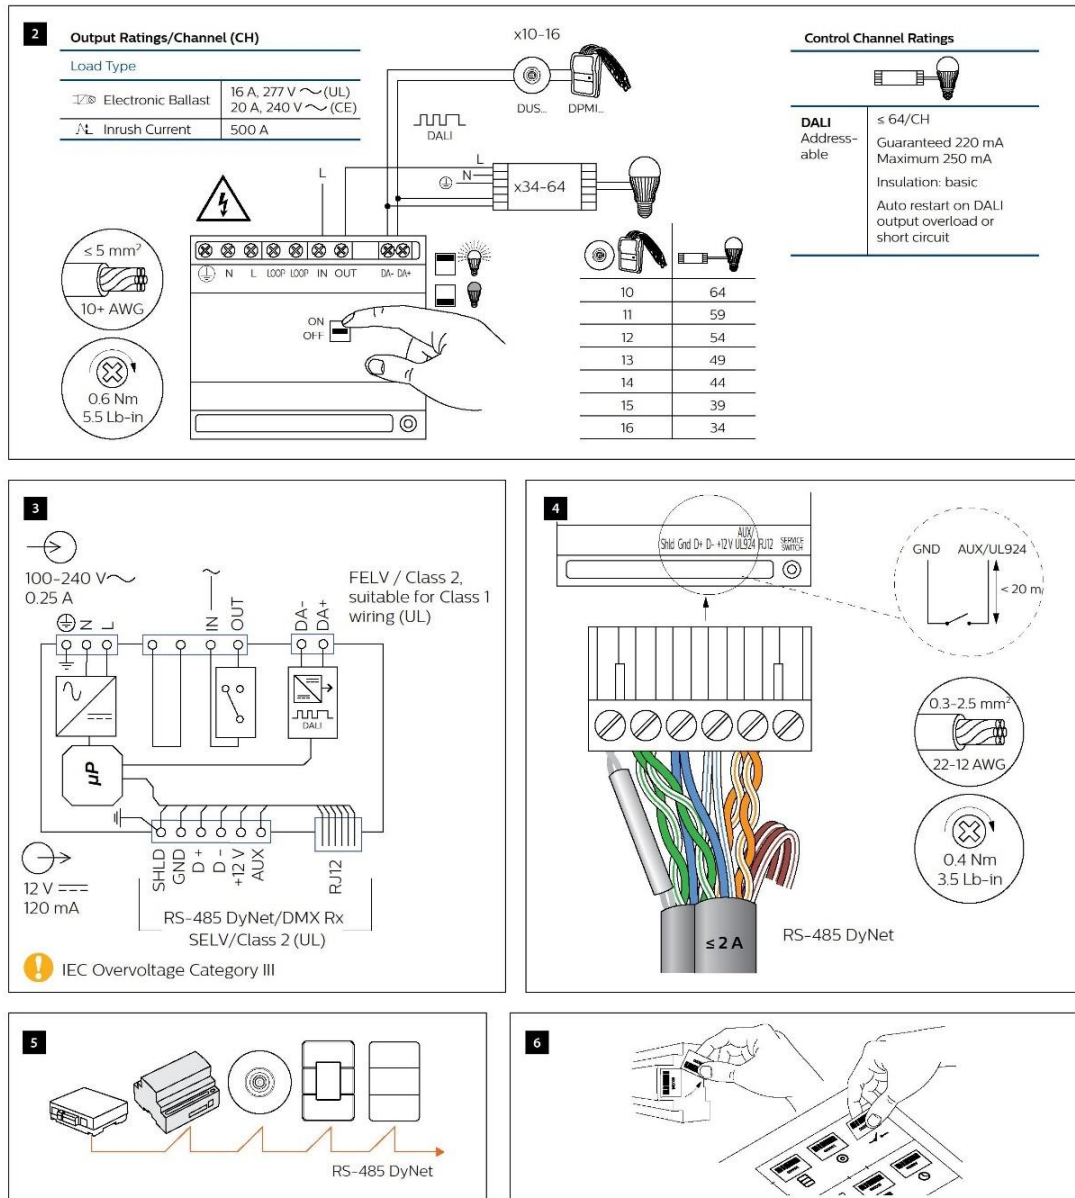 2
Output Ratings/Channel (CH)
Load Type
Electronic Ballast
16 A, 277 V ～ (UL)
20 A, 240 V ～ (CE)
Inrush Current
500 A
x10-16
DUS...
DPMI...
DALI
L
L
N
x34-64
≤ 5 mm²
10+ AWG
0.6 Nm
5.5 Lb-in
N L LOOP LOOP IN OUT DA- DA+
ON
OFF
10 64
11 59
12 54
13 49
14 44
15 39
16 34
Control Channel Ratings
DALI
Address-
able
≤ 64/CH
Guaranteed 220 mA
Maximum 250 mA
Insulation: basic
Auto restart on DALI
output overload or
short circuit
3
100-240 V～
0.25 A
N
L
～
IN
OUT
DA-
DA+
FELV / Class 2,
suitable for Class 1
wiring (UL)
DALI
µP
12 V ⎓
120 mA
SHLD
GND
D +
D -
+12 V
AUX
RJ12
RS-485 DyNet/DMX Rx
SELV/Class 2 (UL)
! IEC Overvoltage Category III
4
Shld Gnd D+ D- +12V AUX/UL924 RJ12 SERVICE SWITCH
GND AUX/UL924
< 20 m
0.3-2.5 mm²
22-12 AWG
0.4 Nm
3.5 Lb-in
≤ 2 A
RS-485 DyNet
5
RS-485 DyNet
6